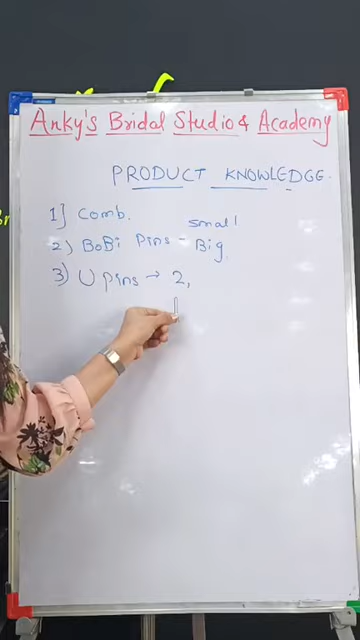 Anky's Bridal Studio & Academy
PRODUCT KNOWLEDGE.
1] Comb.
2) BoBi Pins - small
Big.
3) U pins → 2,